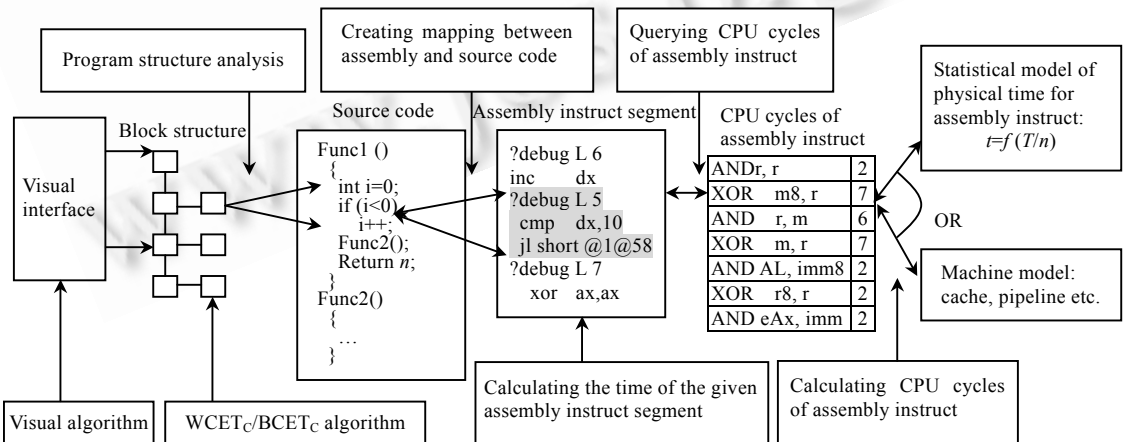 Program structure analysis
Creating mapping between
assembly and source code
Querying CPU cycles
of assembly instruct
Statistical model of
physical time for
assembly instruct:
t=f (T/n)
Block structure
Source code
Assembly instruct segment
CPU cycles of
assembly instruct
Visual
interface
Func1 ()
{
int i=0;
if (i<0)
i++;
Func2();
Return n;
}
Func2()
{
…
}
?debug L 6
inc dx
?debug L 5
cmp dx,10
jl short @1@58
?debug L 7
xor ax,ax
ANDr, r 2
XOR m8, r 7
AND r, m 6
XOR m, r 7
AND AL, imm8 2
XOR r8, r 2
AND eAx, imm 2
OR
Machine model:
cache, pipeline etc.
Visual algorithm
WCETC/BCETC algorithm
Calculating the time of the given
assembly instruct segment
Calculating CPU cycles
of assembly instruct